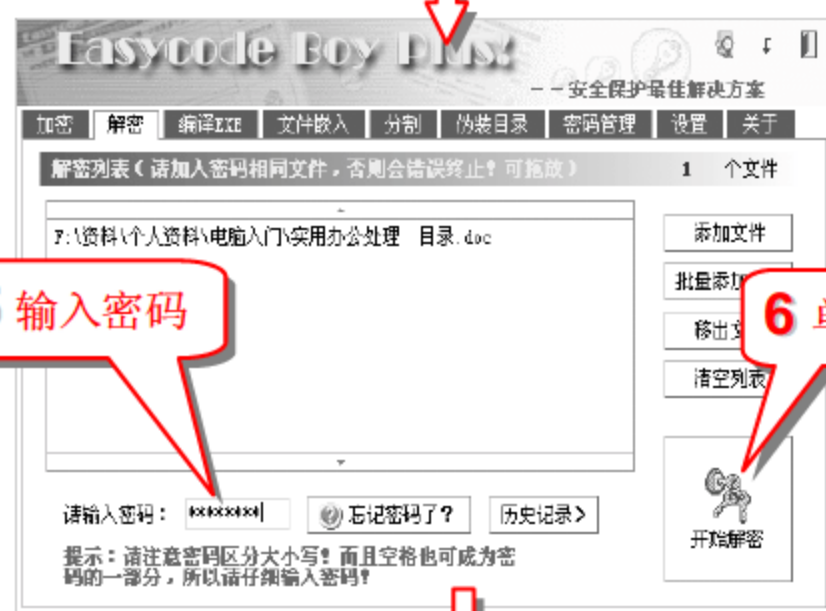 Easycode Boy Plus!
－－安全保护最佳解决方案
加密 解密 编译EXE 文件嵌入 分割 伪装目录 密码管理 设置 关于
解密列表(请加入密码相同文件，否则会错误终止!可拖放) 1 个文件
F:\资料\个人资料\电脑入门\实用办公处理 目录.doc
添加文件
批量添加
输入密码
6 单
移出文
清空列表
请输入密码： ******** 忘记密码了? 历史记录>
开始解密
提示：请注意密码区分大小写!而且空格也可成为密
码的一部分，所以请仔细输入密码!